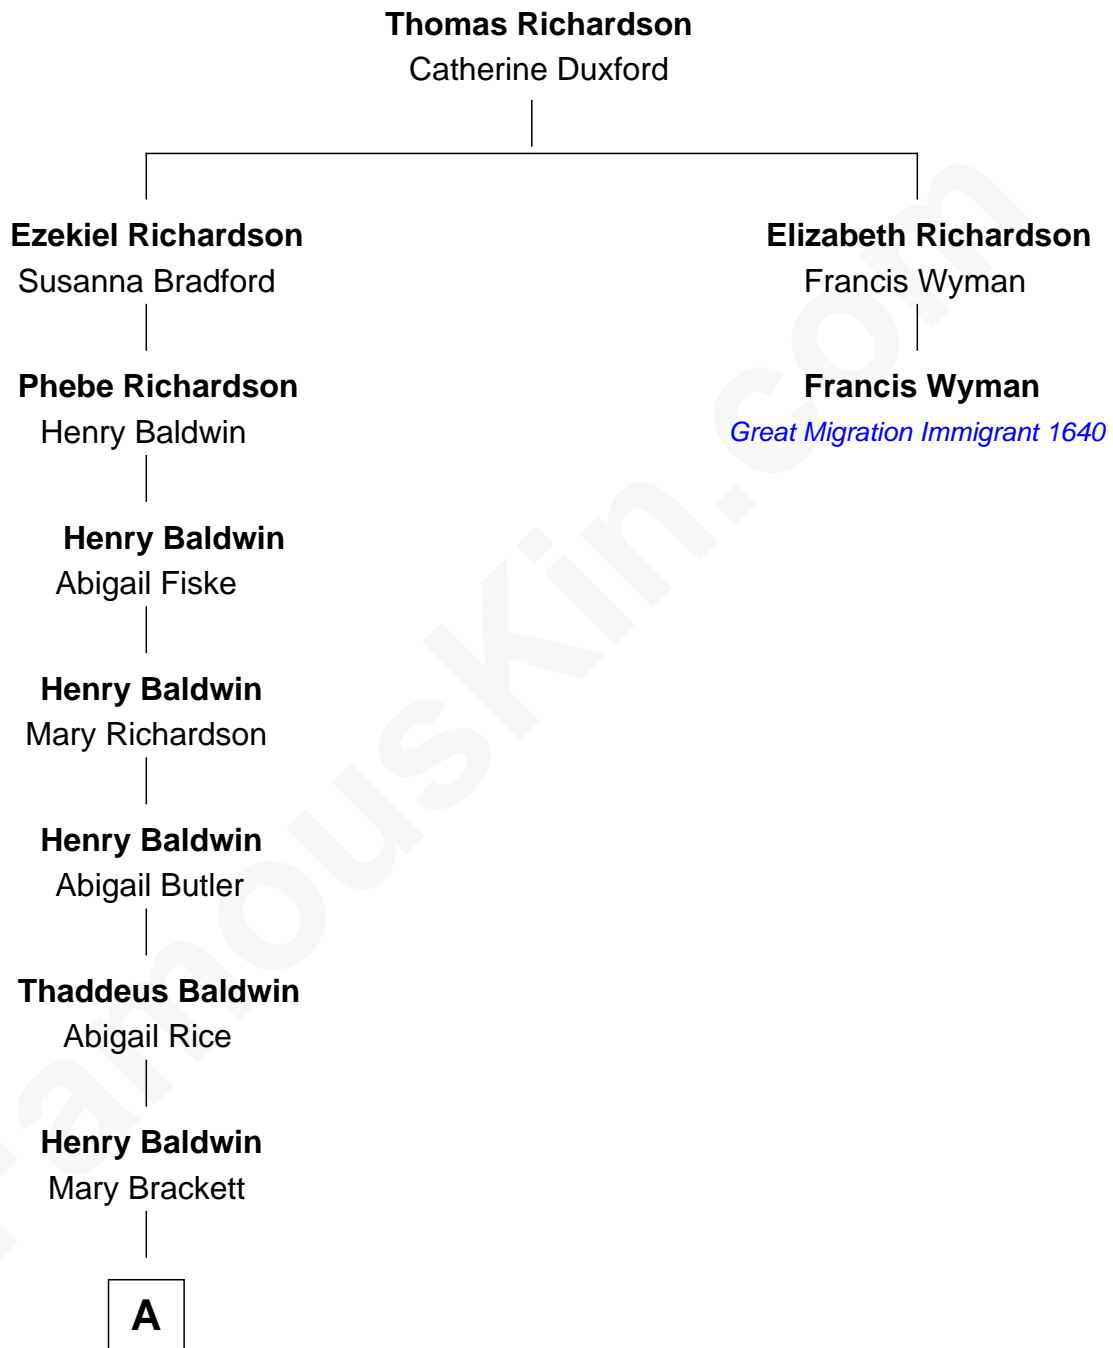 Thomas Richardson
Catherine Duxford
Ezekiel Richardson
Susanna Bradford
Elizabeth Richardson
Francis Wyman
Phebe Richardson
Henry Baldwin
Francis Wyman
Great Migration Immigrant 1640
Henry Baldwin
Abigail Fiske
Henry Baldwin
Mary Richardson
Henry Baldwin
Abigail Butler
Thaddeus Baldwin
Abigail Rice
Henry Baldwin
Mary Brackett
A
FamousKin.com